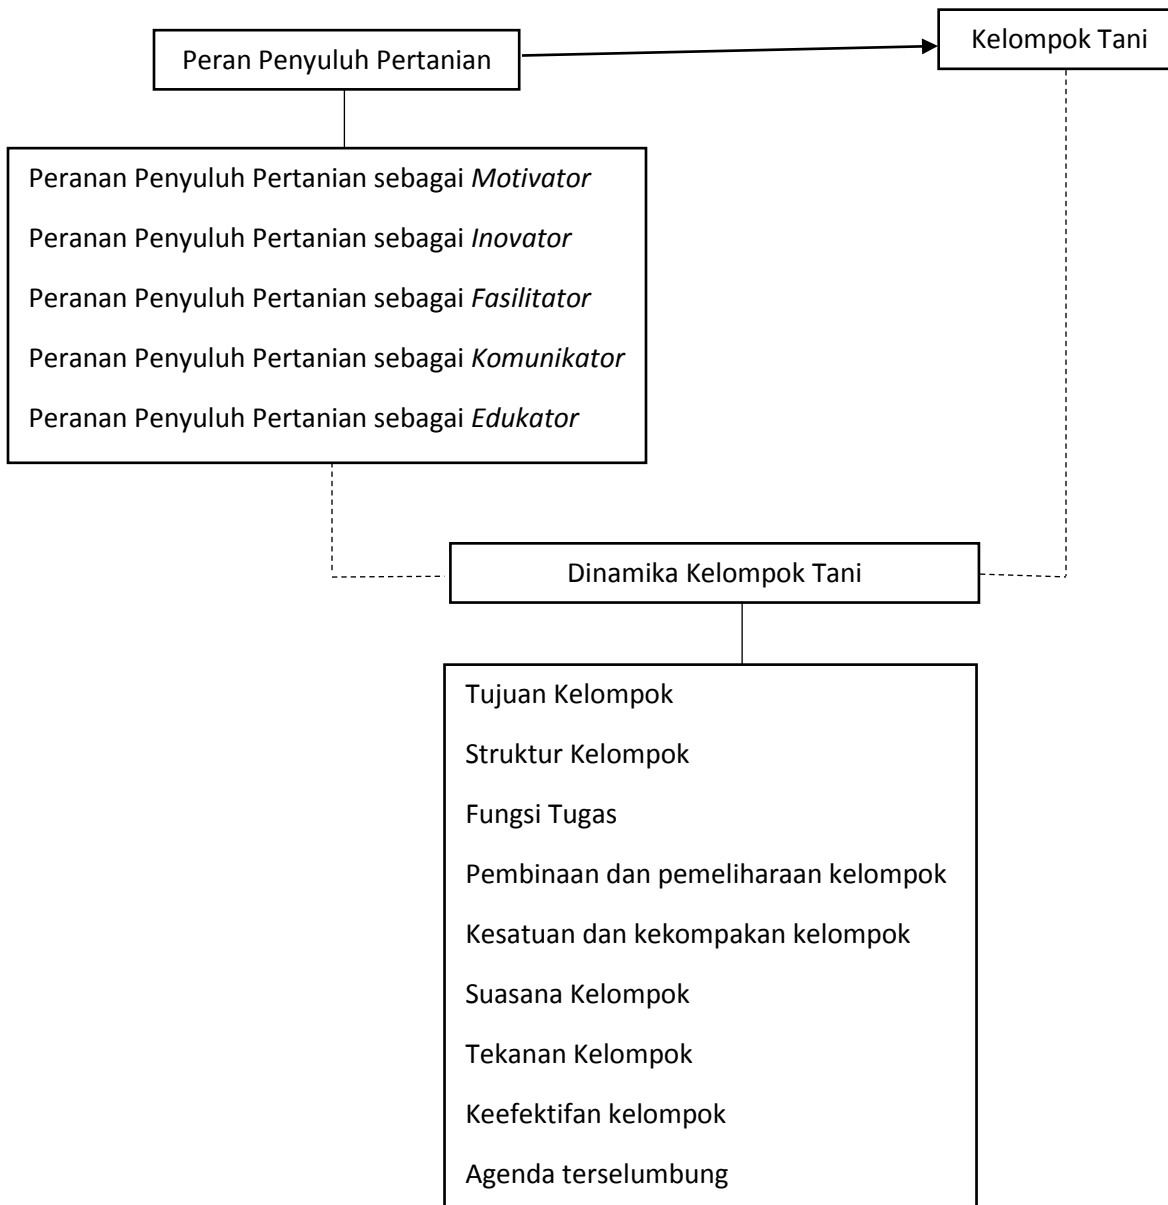 Peran Penyuluh Pertanian
Kelompok Tani
Peranan Penyuluh Pertanian sebagai Motivator
Peranan Penyuluh Pertanian sebagai Inovator
Peranan Penyuluh Pertanian sebagai Fasilitator
Peranan Penyuluh Pertanian sebagai Komunikator
Peranan Penyuluh Pertanian sebagai Edukator
Dinamika Kelompok Tani
Tujuan Kelompok
Struktur Kelompok
Fungsi Tugas
Pembinaan dan pemeliharaan kelompok
Kesatuan dan kekompakan kelompok
Suasana Kelompok
Tekanan Kelompok
Keefektifan kelompok
Agenda terselumbung